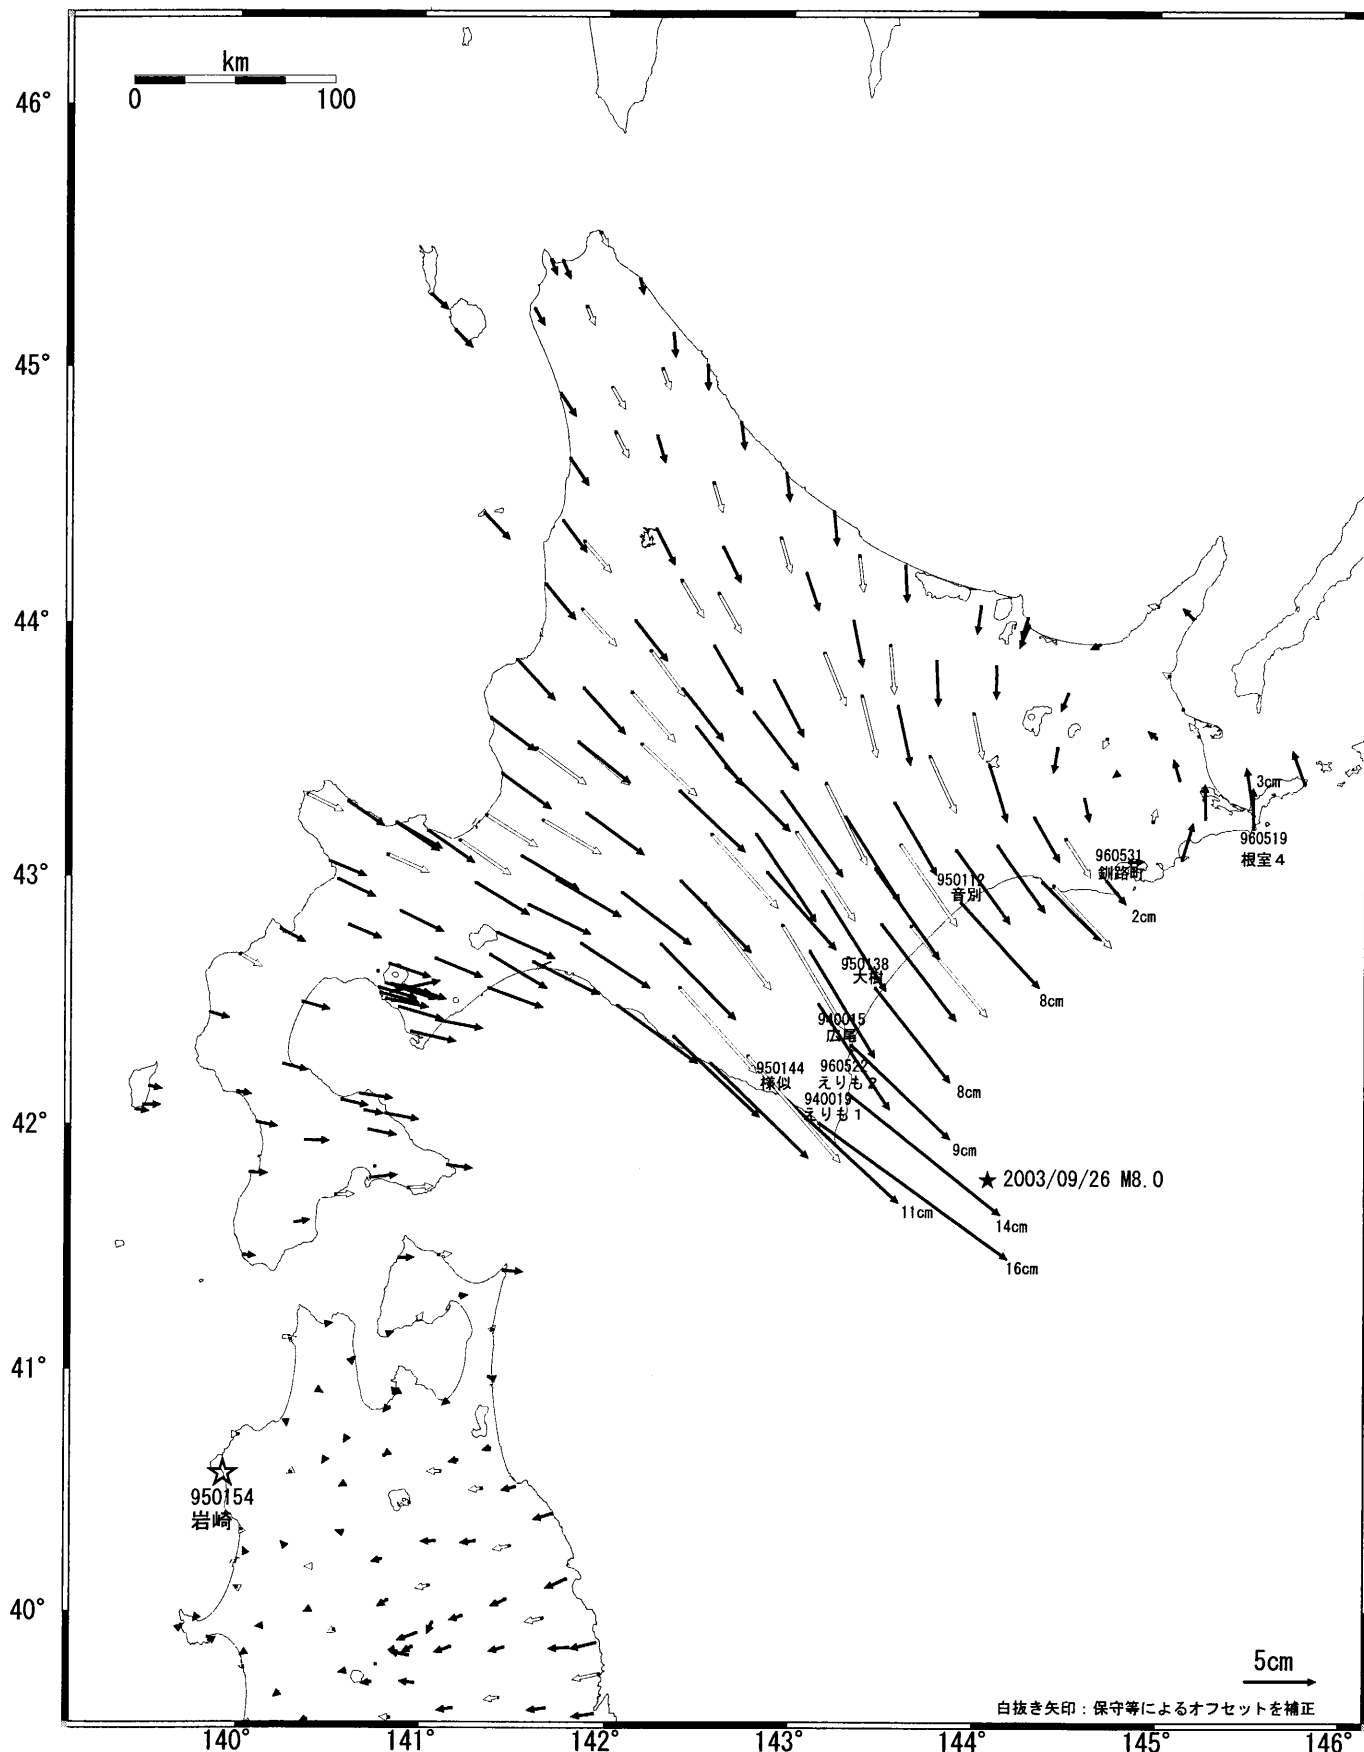 km
0 100
46°
45°
44°
3cm
960519
根室4
43°
960531
釧路町
950112
音別
2cm
950138
大樹
8cm
940015
広尾
950144
様似
960522
えりも2
8cm
940019
えりも1
42°
9cm
★ 2003/09/26 M8.0
11cm
14cm
16cm
41°
950154
岩崎
40°
5cm
白抜き矢印:保守等によるオフセットを補正
140° 141° 142° 143° 144° 145° 146°